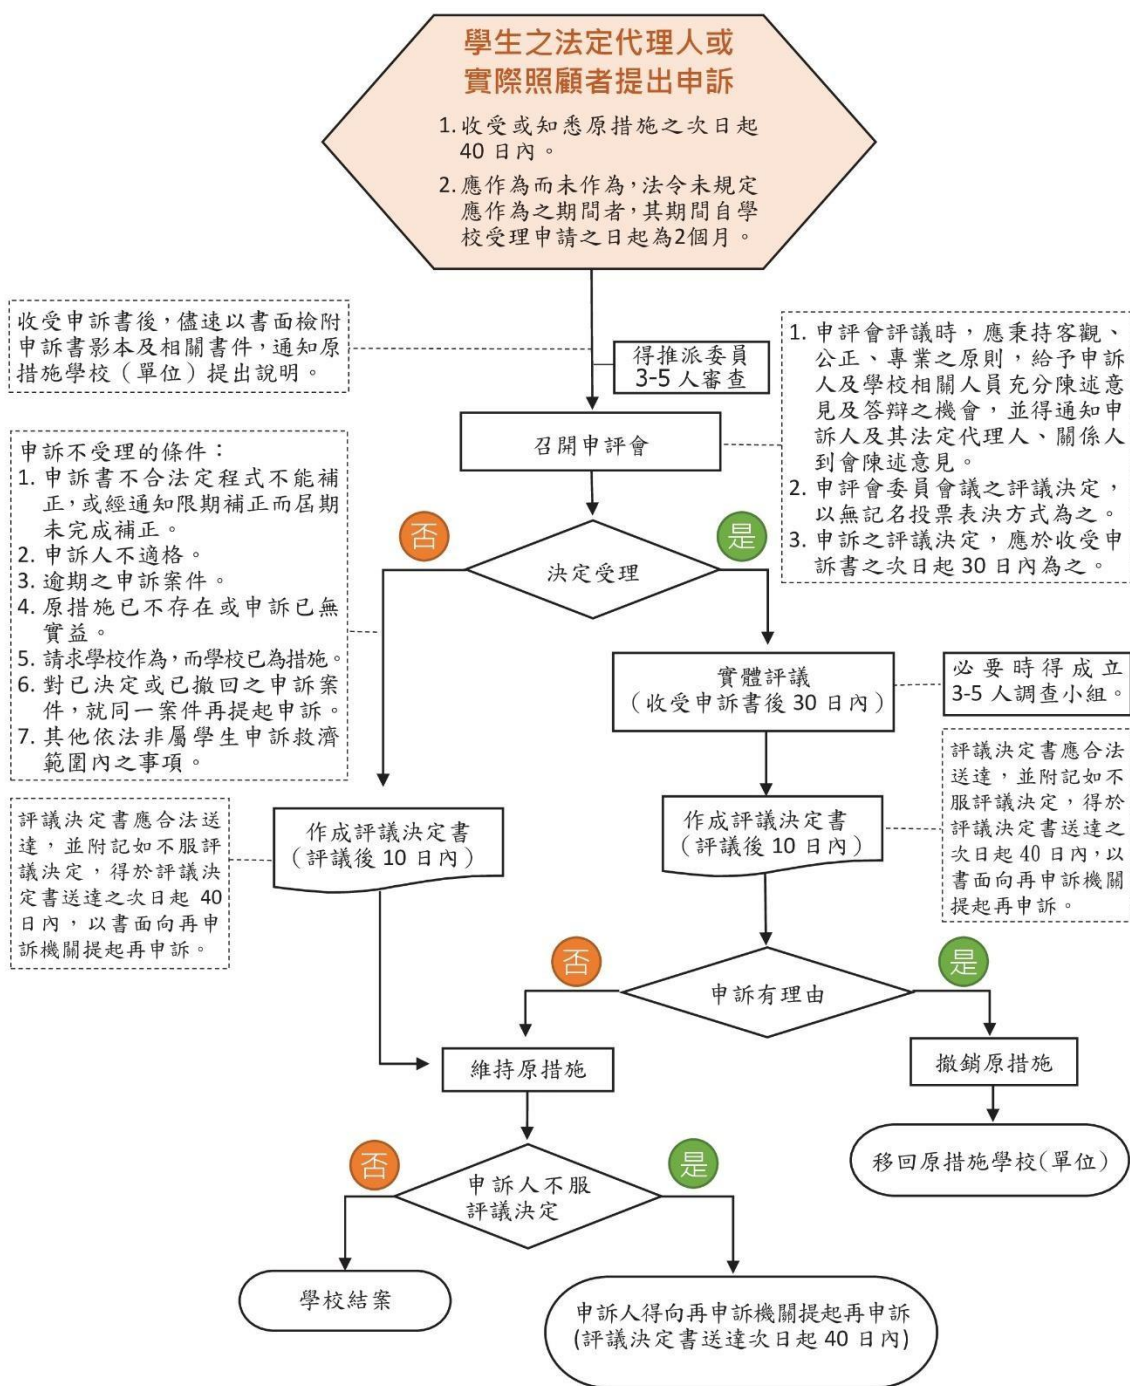 學生之法定代理人或
實際照顧者提出申訴
1. 收受或知悉原措施之次日起
40 日內。
2. 應作為而未作為，法令未規定
應作為之期間者，其期間自學
校受理申請之日起為2個月。
收受申訴書後，儘速以書面檢附
申訴書影本及相關書件，通知原
措施學校（單位）提出說明。
得推派委員
3-5 人審查
1. 申評會評議時，應秉持客觀、
公正、專業之原則，給予申訴
人及學校相關人員充分陳述意
見及答辯之機會，並得通知申
訴人及其法定代理人、關係人
到會陳述意見。
2. 申評會委員會議之評議決定，
以無記名投票表決方式為之。
3. 申訴之評議決定，應於收受申
訴書之次日起 30 日內為之。
召開申評會
申訴不受理的條件：
1. 申訴書不合法定程式不能補
正，或經通知限期補正而屆期
未完成補正。
2. 申訴人不適格。
3. 逾期之申訴案件。
4. 原措施已不存在或申訴已無
實益。
5. 請求學校作為，而學校已為措施。
6. 對已決定或已撤回之申訴案
件，就同一案件再提起申訴。
7. 其他依法非屬學生申訴救濟
範圍內之事項。
否
是
決定受理
實體評議
（收受申訴書後 30 日內）
必要時得成立
3-5 人調查小組。
評議決定書應合法送
達，並附記如不服評
議決定，得於評議決
定書送達之次日起 40
日內，以書面向再申
訴機關提起再申訴。
作成評議決定書
（評議後 10 日內）
作成評議決定書
（評議後 10 日內）
評議決定書應合法
送達，並附記如不
服評議決定，得於
評議決定書送達之
次日起 40 日內，以
書面向再申訴機關
提起再申訴。
否
是
申訴有理由
維持原措施
撤銷原措施
移回原措施學校(單位)
否
是
申訴人不服
評議決定
學校結案
申訴人得向再申訴機關提起再申訴
(評議決定書送達次日起 40 日內)